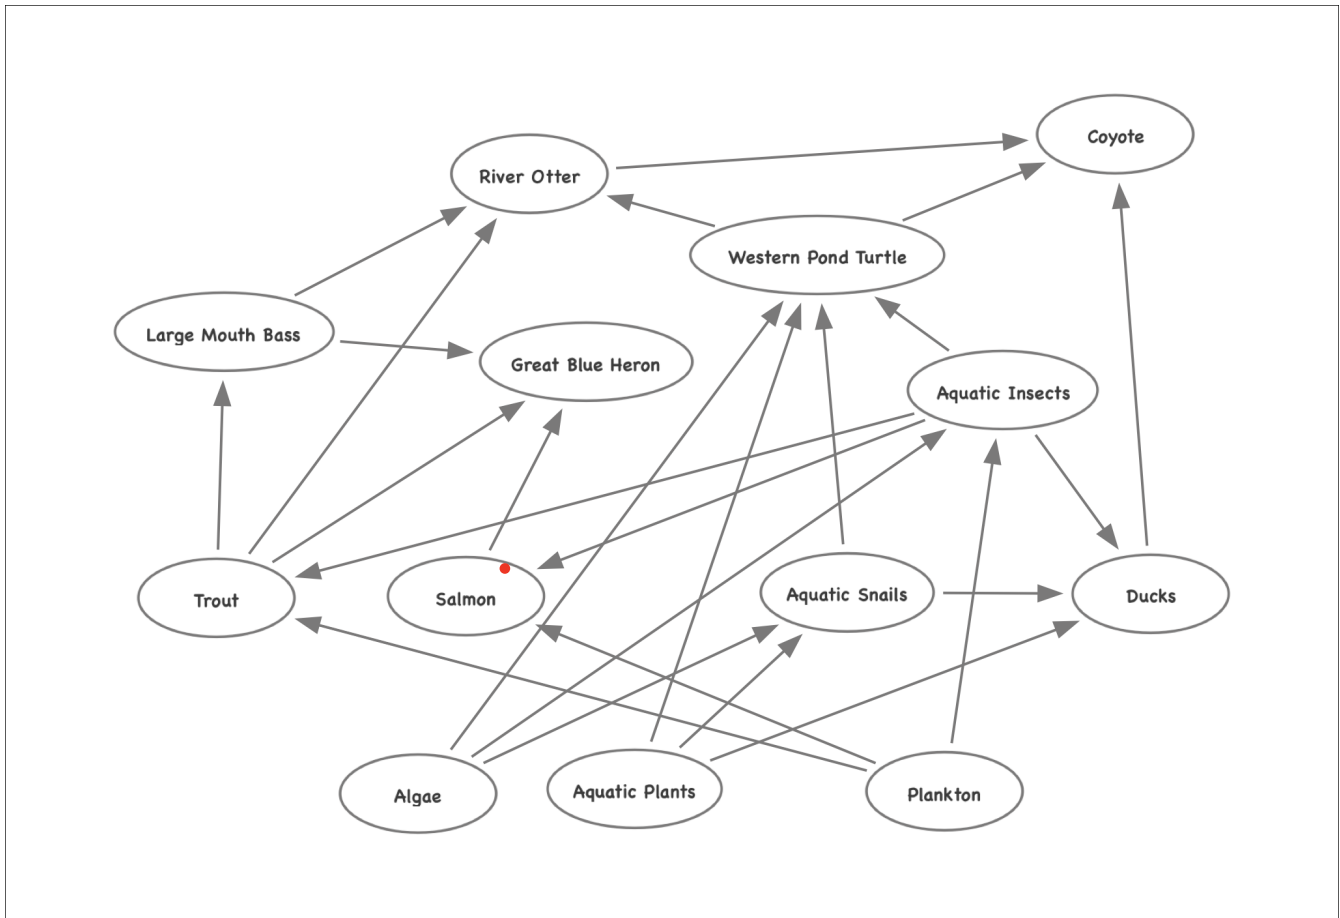 Coyote
River Otter
Western Pond Turtle
Large Mouth Bass
Great Blue Heron
Aquatic Insects
Trout
Salmon
Aquatic Snails
Ducks
Algae
Aquatic Plants
Plankton